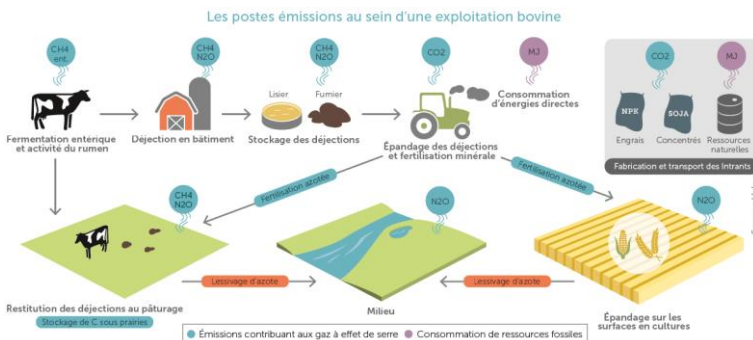 Les postes émissions au sein d'une exploitation bovine
CH4
ent.
CH4
N2O
CH4
N2O
CO2
MJ
CO2
MJ
Lisier
Fumier
Consommation
d'énergies directes
NPK
SOJA
Engrais
Concentrés
Ressources
naturelles
Fabrication et transport des Intrants
Fermentation entérique
et activité du rumen
Déjection en bâtiment
Stockage des déjections
Épandage des déjections
et fertilisation minérale
Fertilisation azotée
Fertilisation azotée
CH4
N2O
N2O
N2O
Lessivage d'azote
Lessivage d'azote
Restitution des déjections au pâturage
Stockage de C sous prairies
Milieu
Épandage sur les
surfaces en cultures
Émissions contribuant aux gaz à effet de serre
Consommation de ressources fossiles